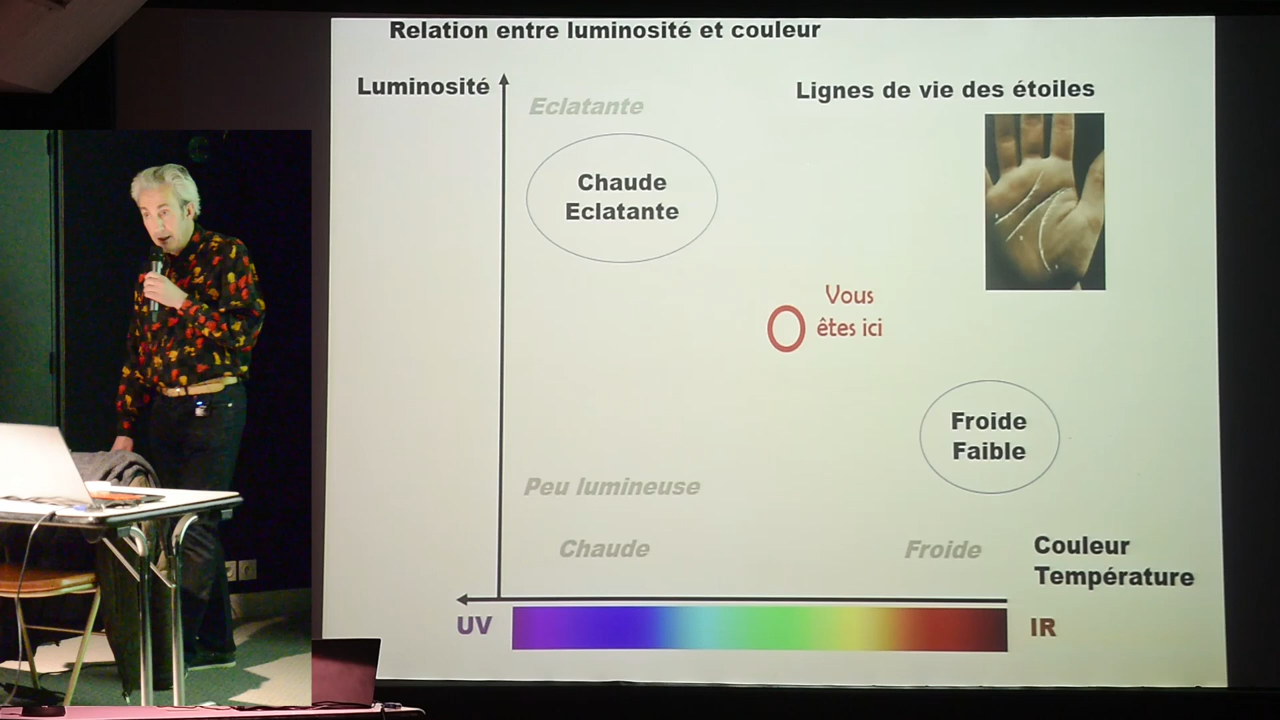 Relation entre luminosité et couleur
Luminosité
Eclatante
Lignes de vie des étoiles
Chaude
Eclatante
Vous
êtes ici
Froide
Faible
Peu lumineuse
Chaude
Froide
Couleur
Température
UV
IR